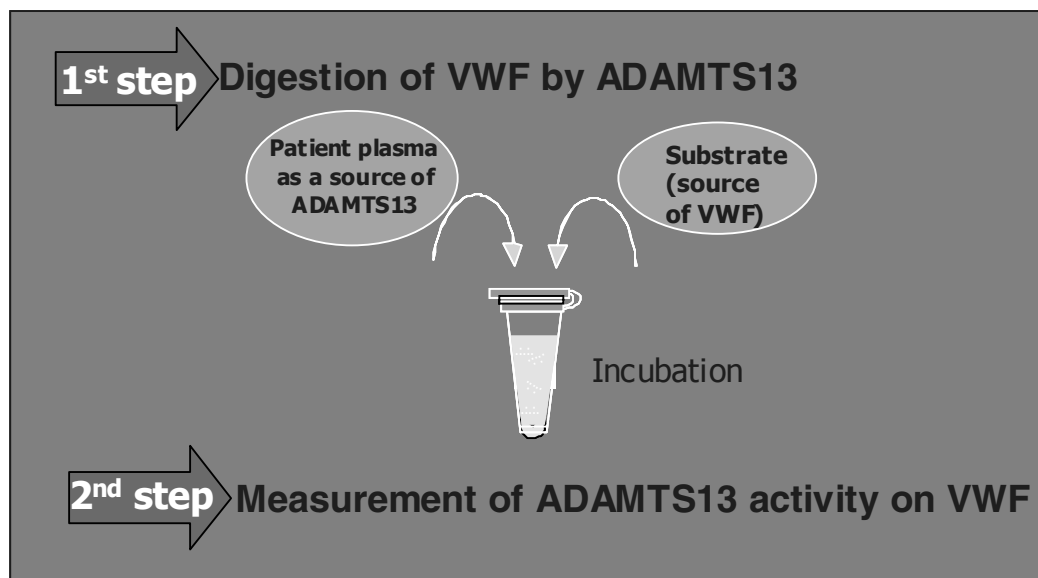 1st step Digestion of VWF by ADAMTS13
Patient plasma
as a source of
ADAMTS13
Substrate
(source
of VWF)
Incubation
2nd step Measurement of ADAMTS13 activity on VWF